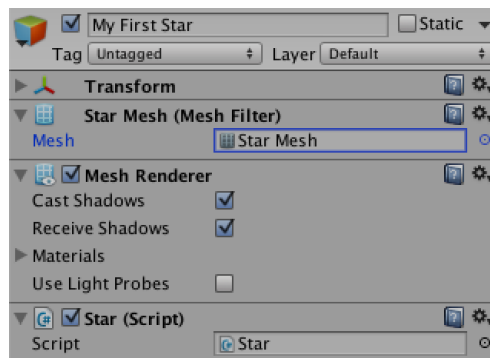 My First Star Static
Tag Untagged Layer Default
Transform
Star Mesh (Mesh Filter)
Mesh Star Mesh
Mesh Renderer
Cast Shadows
Receive Shadows
Materials
Use Light Probes
Star (Script)
Script Star